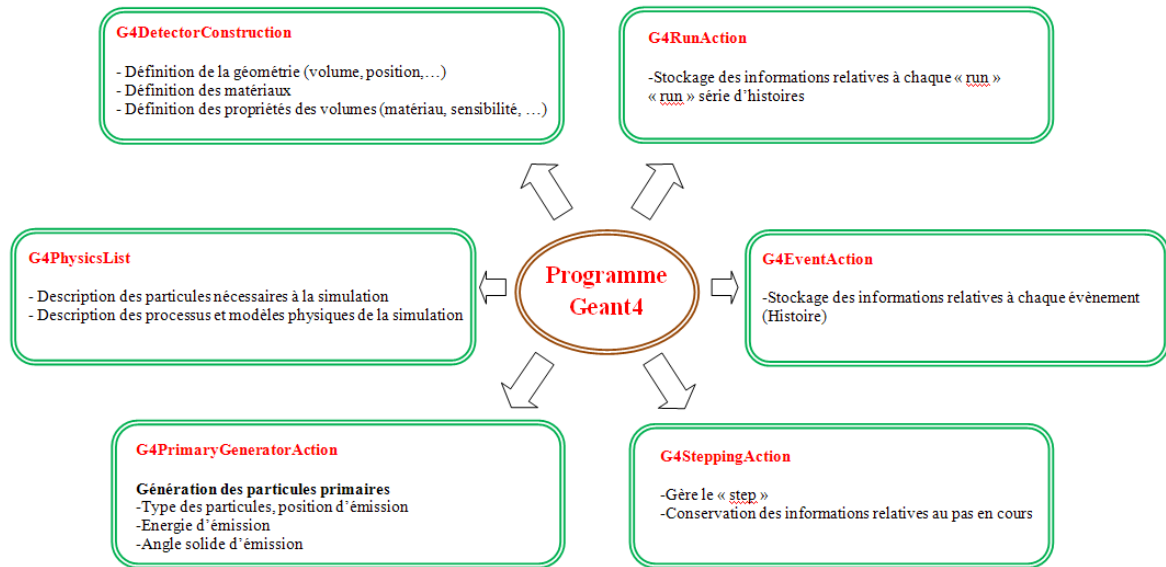 G4DetectorConstruction
- Définition de la géométrie (volume, position,...)
- Définition des matériaux
- Définition des propriétés des volumes (matériau, sensibilité, ...)
G4RunAction
-Stockage des informations relatives à chaque « run »
« run » série d'histoires
G4PhysicsList
- Description des particules nécessaires à la simulation
- Description des processus et modèles physiques de la simulation
Programme
Geant4
G4EventAction
-Stockage des informations relatives à chaque évènement
(Histoire)
G4PrimaryGeneratorAction
Génération des particules primaires
-Type des particules, position d'émission
-Energie d'émission
-Angle solide d'émission
G4SteppingAction
-Gère le « step »
-Conservation des informations relatives au pas en cours